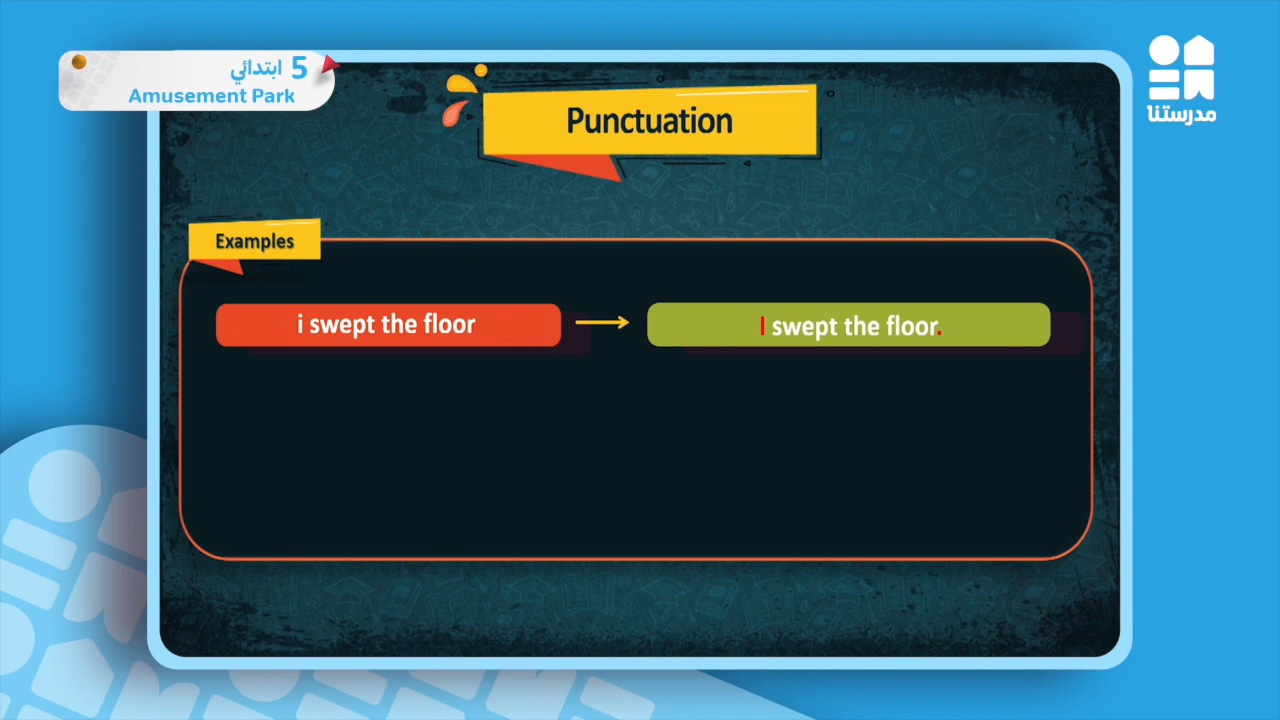 5 ابتدائي
Amusement Park
مدرستنا
Punctuation
Examples
i swept the floor
I swept the floor.